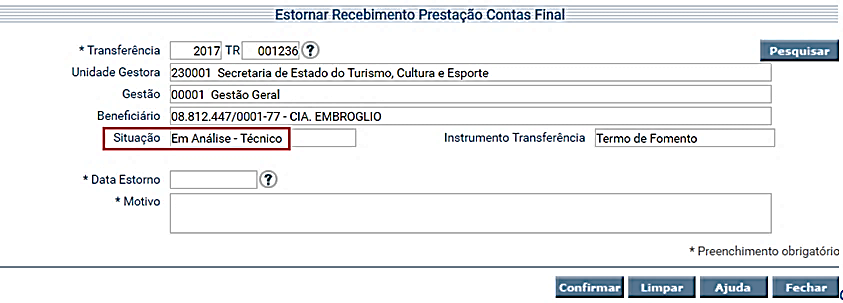 Estornar Recebimento Prestação Contas Final
* Transferência 2017 TR 001236 ? Pesquisar
Unidade Gestora 230001 Secretaria de Estado do Turismo, Cultura e Esporte
Gestão 00001 Gestão Geral
Beneficiário 08.812.447/0001-77 - CIA. EMBROGLIO
Situação Em Análise - Técnico Instrumento Transferência Termo de Fomento
* Data Estorno ?
* Motivo
* Preenchimento obrigatório
Confirmar Limpar Ajuda Fechar